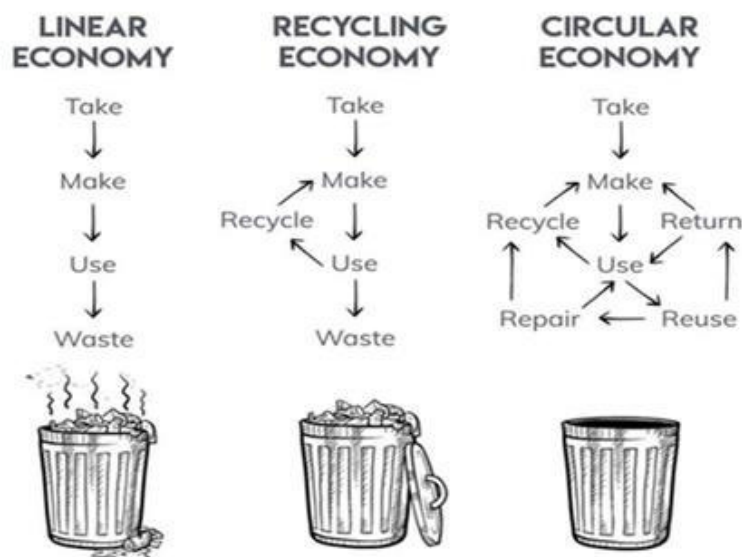 LINEAR
ECONOMY
Take
Make
Use
Waste
RECYCLING
ECONOMY
Take
Make
Recycle
Use
Waste
CIRCULAR
ECONOMY
Take
Make
Recycle
Return
Use
Repair
Reuse